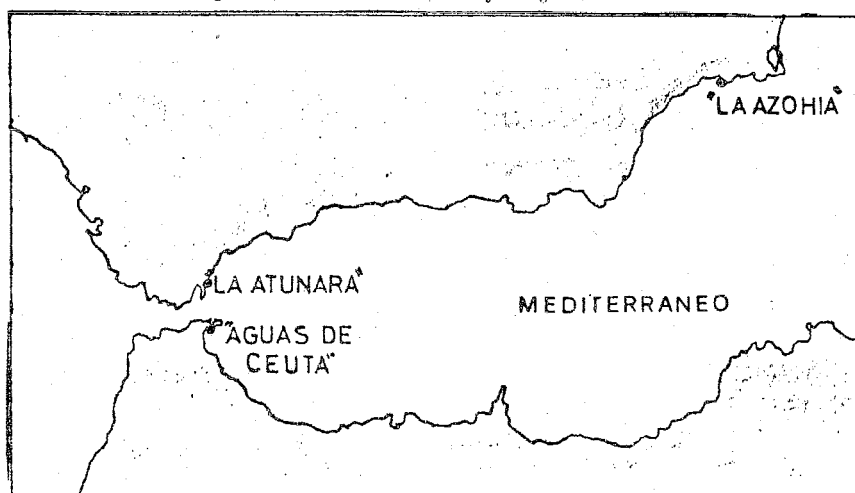 "LA AZOHIA"
"LA ATUNARA"
MEDITERRANEO
"AGUAS DE
CEUTA"